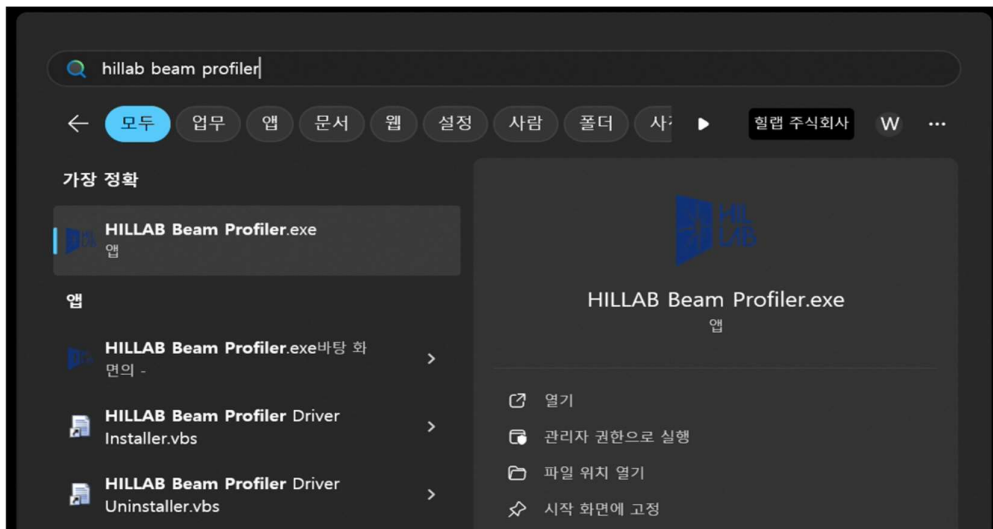 hillab beam profiler
모두 업무 앱 문서 웹 설정 사람 폴더 힐랩 주식회사 W
가장 정확
HILLAB Beam Profiler.exe
앱
앱
HILLAB Beam Profiler.exe바탕 화
면의 -
HILLAB Beam Profiler Driver
Installer.vbs
HILLAB Beam Profiler Driver
Uninstaller.vbs
HIL
LAB
HILLAB Beam Profiler.exe
앱
열기
관리자 권한으로 실행
파일 위치 열기
시작 화면에 고정